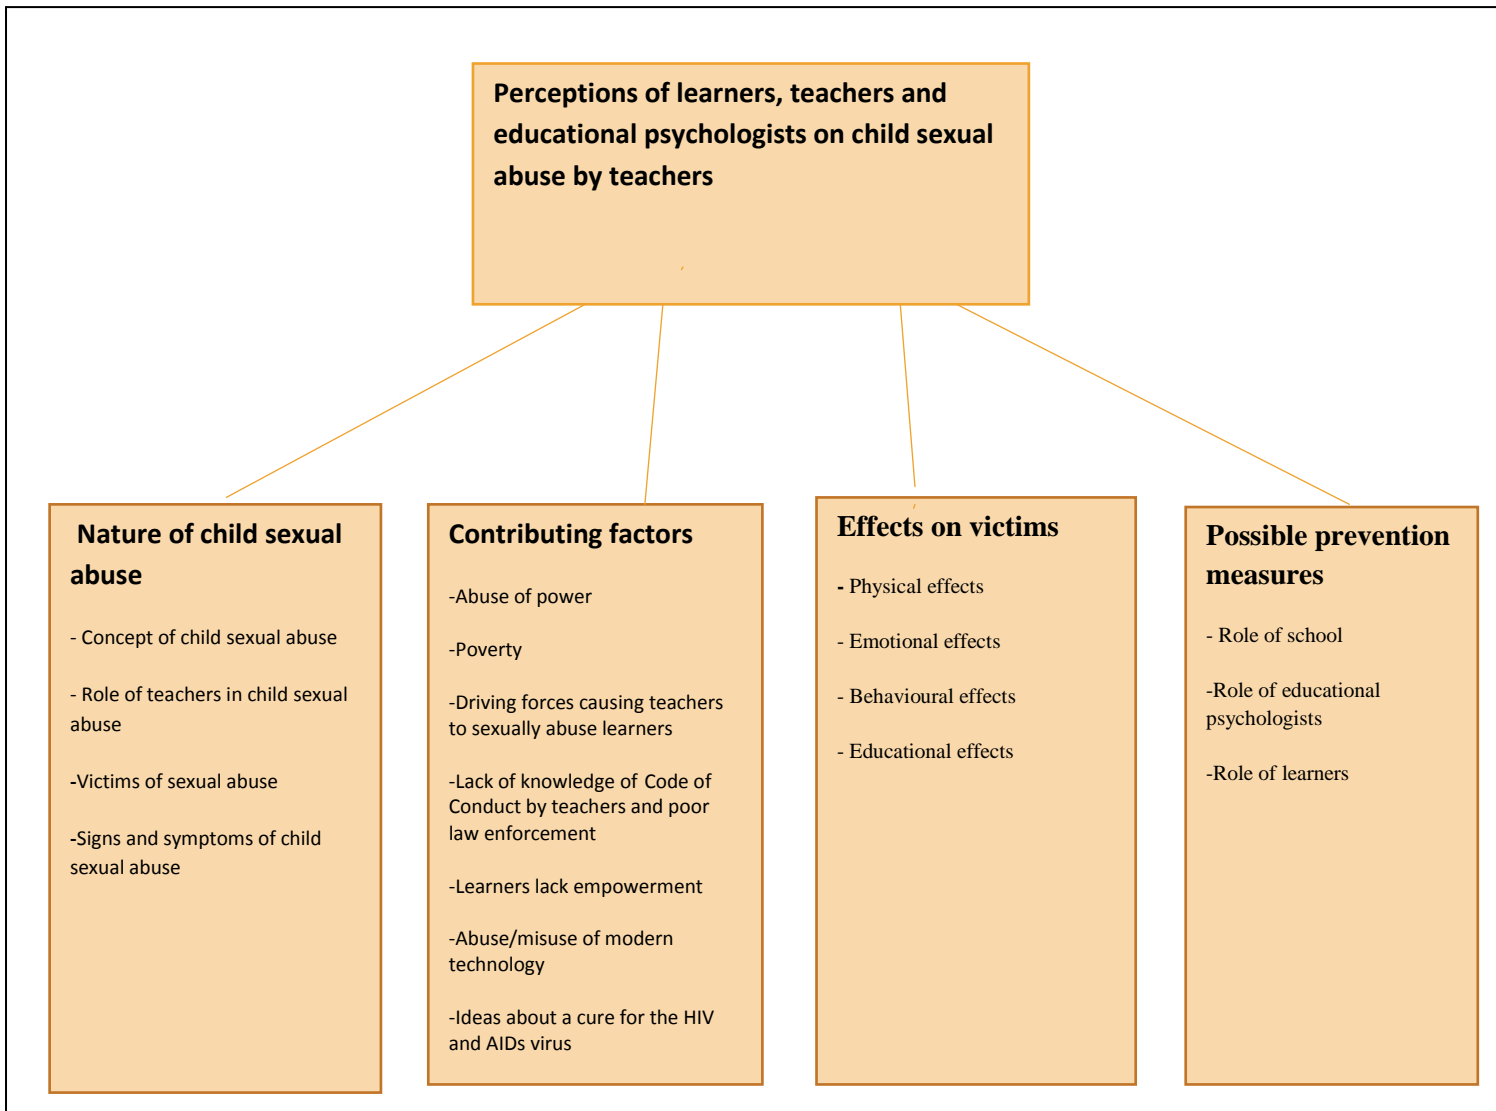 Perceptions of learners, teachers and
educational psychologists on child sexual
abuse by teachers
Nature of child sexual
abuse
- Concept of child sexual abuse
- Role of teachers in child sexual
abuse
-Victims of sexual abuse
-Signs and symptoms of child
sexual abuse
Contributing factors
-Abuse of power
-Poverty
-Driving forces causing teachers
to sexually abuse learners
-Lack of knowledge of Code of
Conduct by teachers and poor
law enforcement
-Learners lack empowerment
-Abuse/misuse of modern
technology
-Ideas about a cure for the HIV
and AIDs virus
Effects on victims
- Physical effects
- Emotional effects
- Behavioural effects
- Educational effects
Possible prevention
measures
- Role of school
-Role of educational
psychologists
-Role of learners